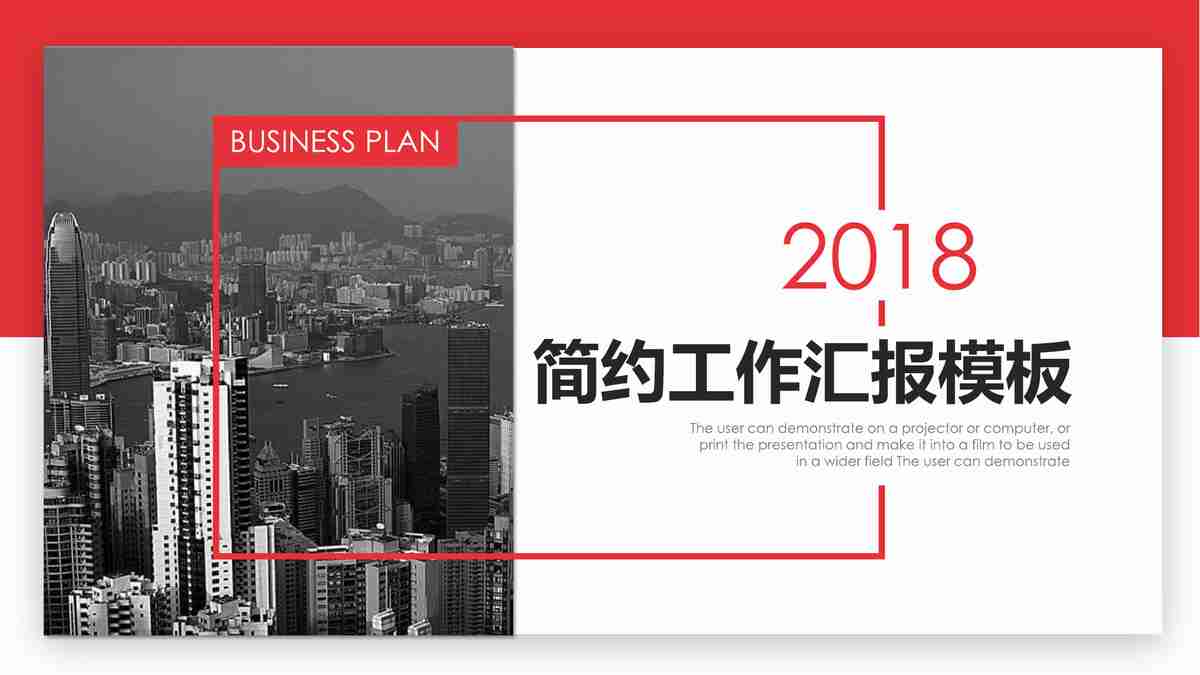 BUSINESS PLAN
2018
简约工作汇报模板
The user can demonstrate on a projector or computer, or
print the presentation and make it into a film to be used
in a wider field The user can demonstrate